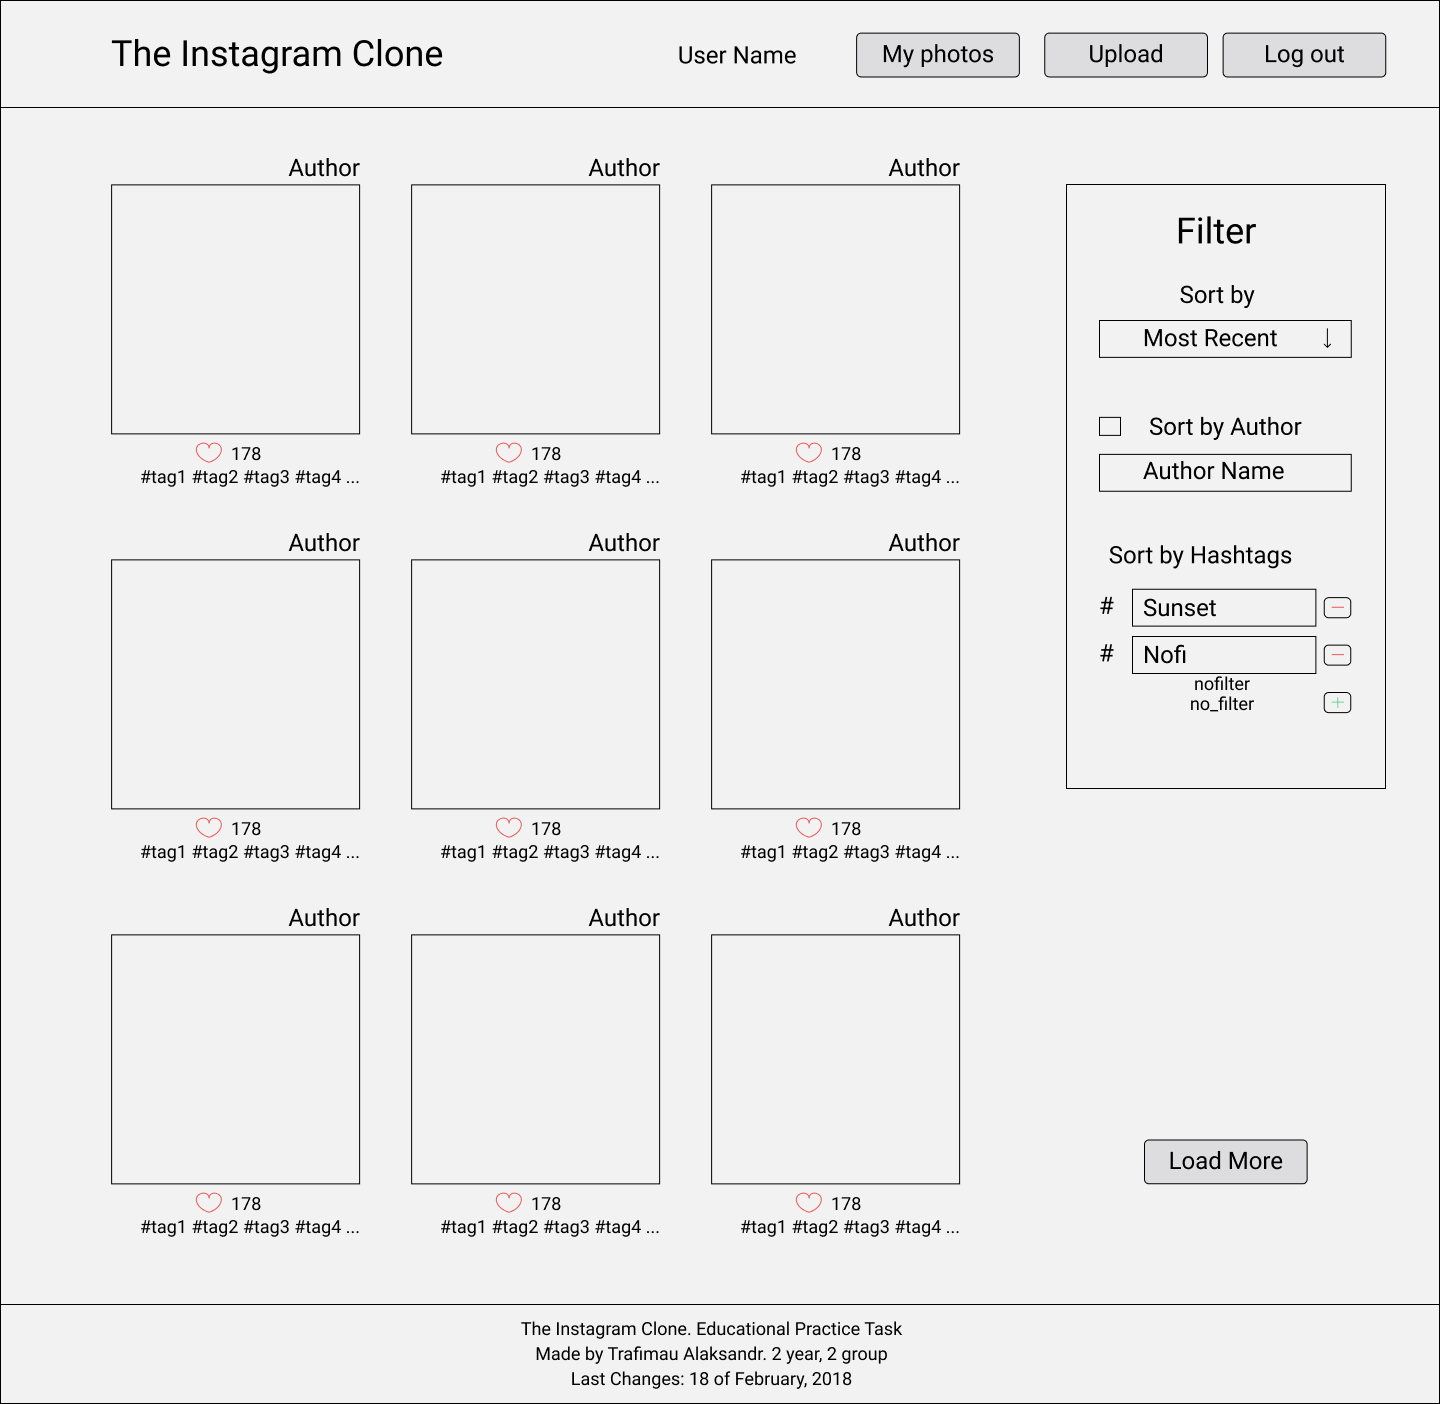 The Instagram Clone
User Name
My photos
Upload
Log out
Author
Author
Author
178
178
178
#tag1 #tag2 #tag3 #tag4 ...
#tag1 #tag2 #tag3 #tag4 ...
#tag1 #tag2 #tag3 #tag4 ...
Author
Author
Author
178
178
178
#tag1 #tag2 #tag3 #tag4 ...
#tag1 #tag2 #tag3 #tag4 ...
#tag1 #tag2 #tag3 #tag4 ...
Author
Author
Author
178
178
178
#tag1 #tag2 #tag3 #tag4 ...
#tag1 #tag2 #tag3 #tag4 ...
#tag1 #tag2 #tag3 #tag4 ...
Filter
Sort by
Most Recent ↓
Sort by Author
Author Name
Sort by Hashtags
# Sunset
# Nofi
nofilter
no_filter
Load More
The Instagram Clone. Educational Practice Task
Made by Trafimau Alaksandr. 2 year, 2 group
Last Changes: 18 of February, 2018